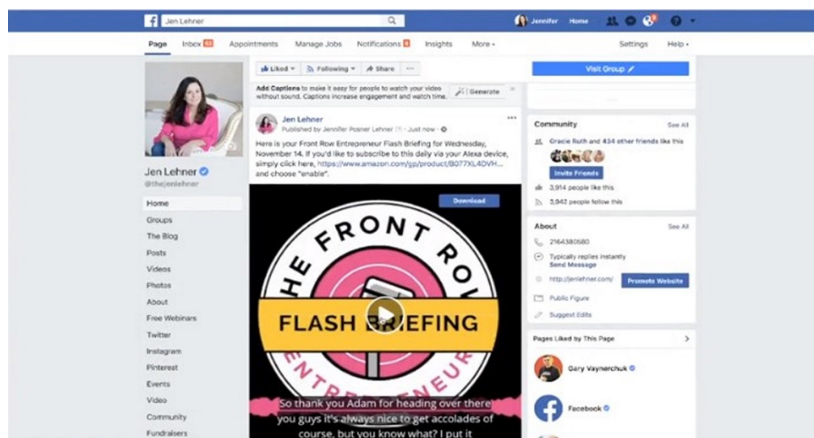 Jen Lehner
Jennifer Home
Page Inbox Appointments Manage Jobs Notifications Insights More Settings Help
Liked Following Share ...
Visit Group
Add Captions to make it easy for people to watch your video
without sound. Captions increase engagement and watch time.
Generate
Jen Lehner
Published by Jennifer Posner Lehner [?] · Just now ·
Here is your Front Row Entrepreneur Flash Briefing for Wednesday,
November 14. If you'd like to subscribe to this daily via your Alexa device,
simply click here, https://www.amazon.com/gp/product/B077XL4DVH...
and choose "enable".
Download
THE FRONT ROW
FLASH BRIEFING
ENTREPRENEUR
So thank you Adam for heading over there
you guys it's always nice to get accolades of
course, but you know what? I put it
Jen Lehner
@thejenlehner
Home
Groups
The Blog
Posts
Videos
Photos
About
Free Webinars
Twitter
Instagram
Pinterest
Events
Video
Community
Fundraisers
Community See All
Gracie Ruth and 434 other friends like this
Invite Friends
3,914 people like this
3,942 people follow this
About See All
2164380580
Typically replies instantly
Send Message
http://jenlehner.com/ Promote Website
Public Figure
Suggest Edits
Pages Liked by This Page
Gary Vaynerchuk
Facebook